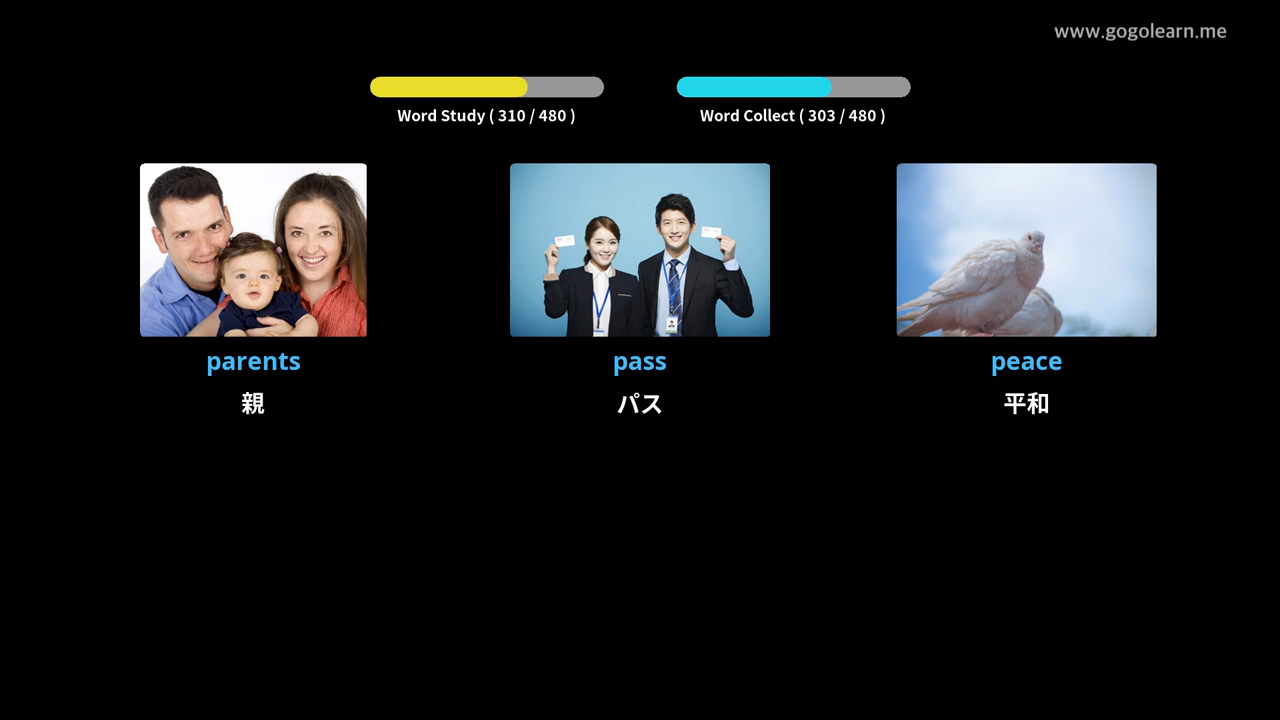 www.gogolearn.me
Word Study ( 310 / 480 )
Word Collect ( 303 / 480 )
parents
pass
peace
親
パス
平和